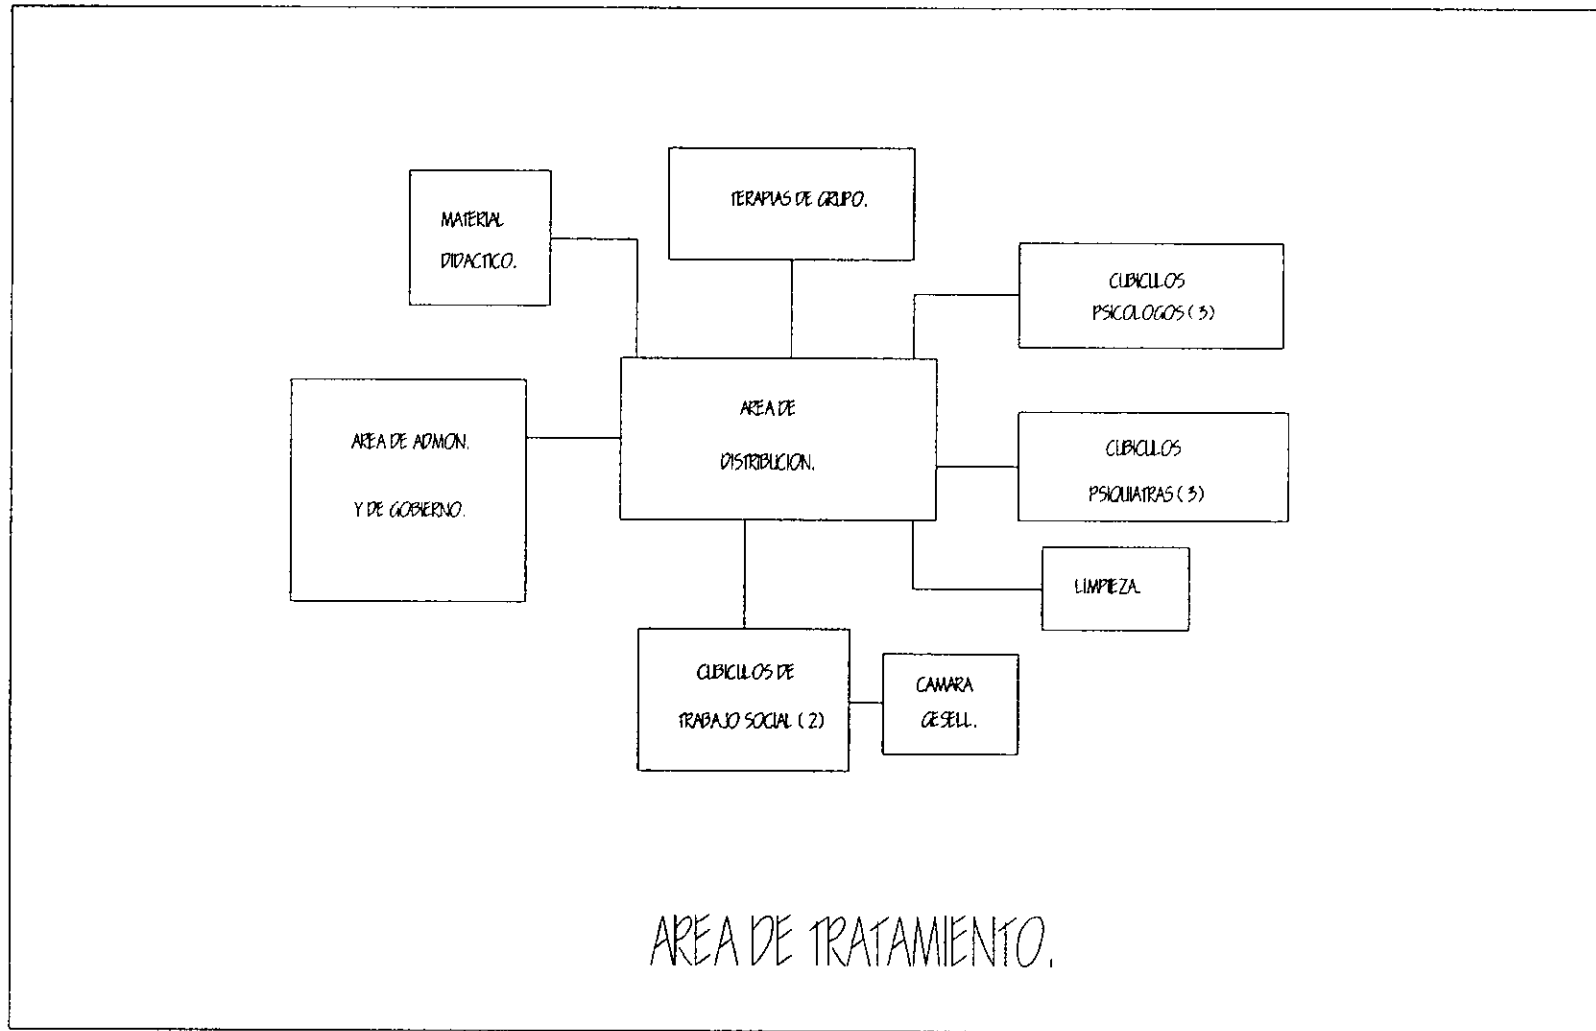 TERAPIAS DE GRUPO.
MATERIAL
DIDACTICO.
CUBICULOS
PSICOLOGOS ( 3 )
AREA DE
DISTRIBUCION.
AREA DE ADMON.
Y DE GOBIERNO.
CUBICULOS
PSIQUIATRAS ( 3 )
LIMPIEZA.
CUBICULOS DE
TRABAJO SOCIAL ( 2 )
CAMARA
GESELL.
AREA DE TRATAMIENTO.